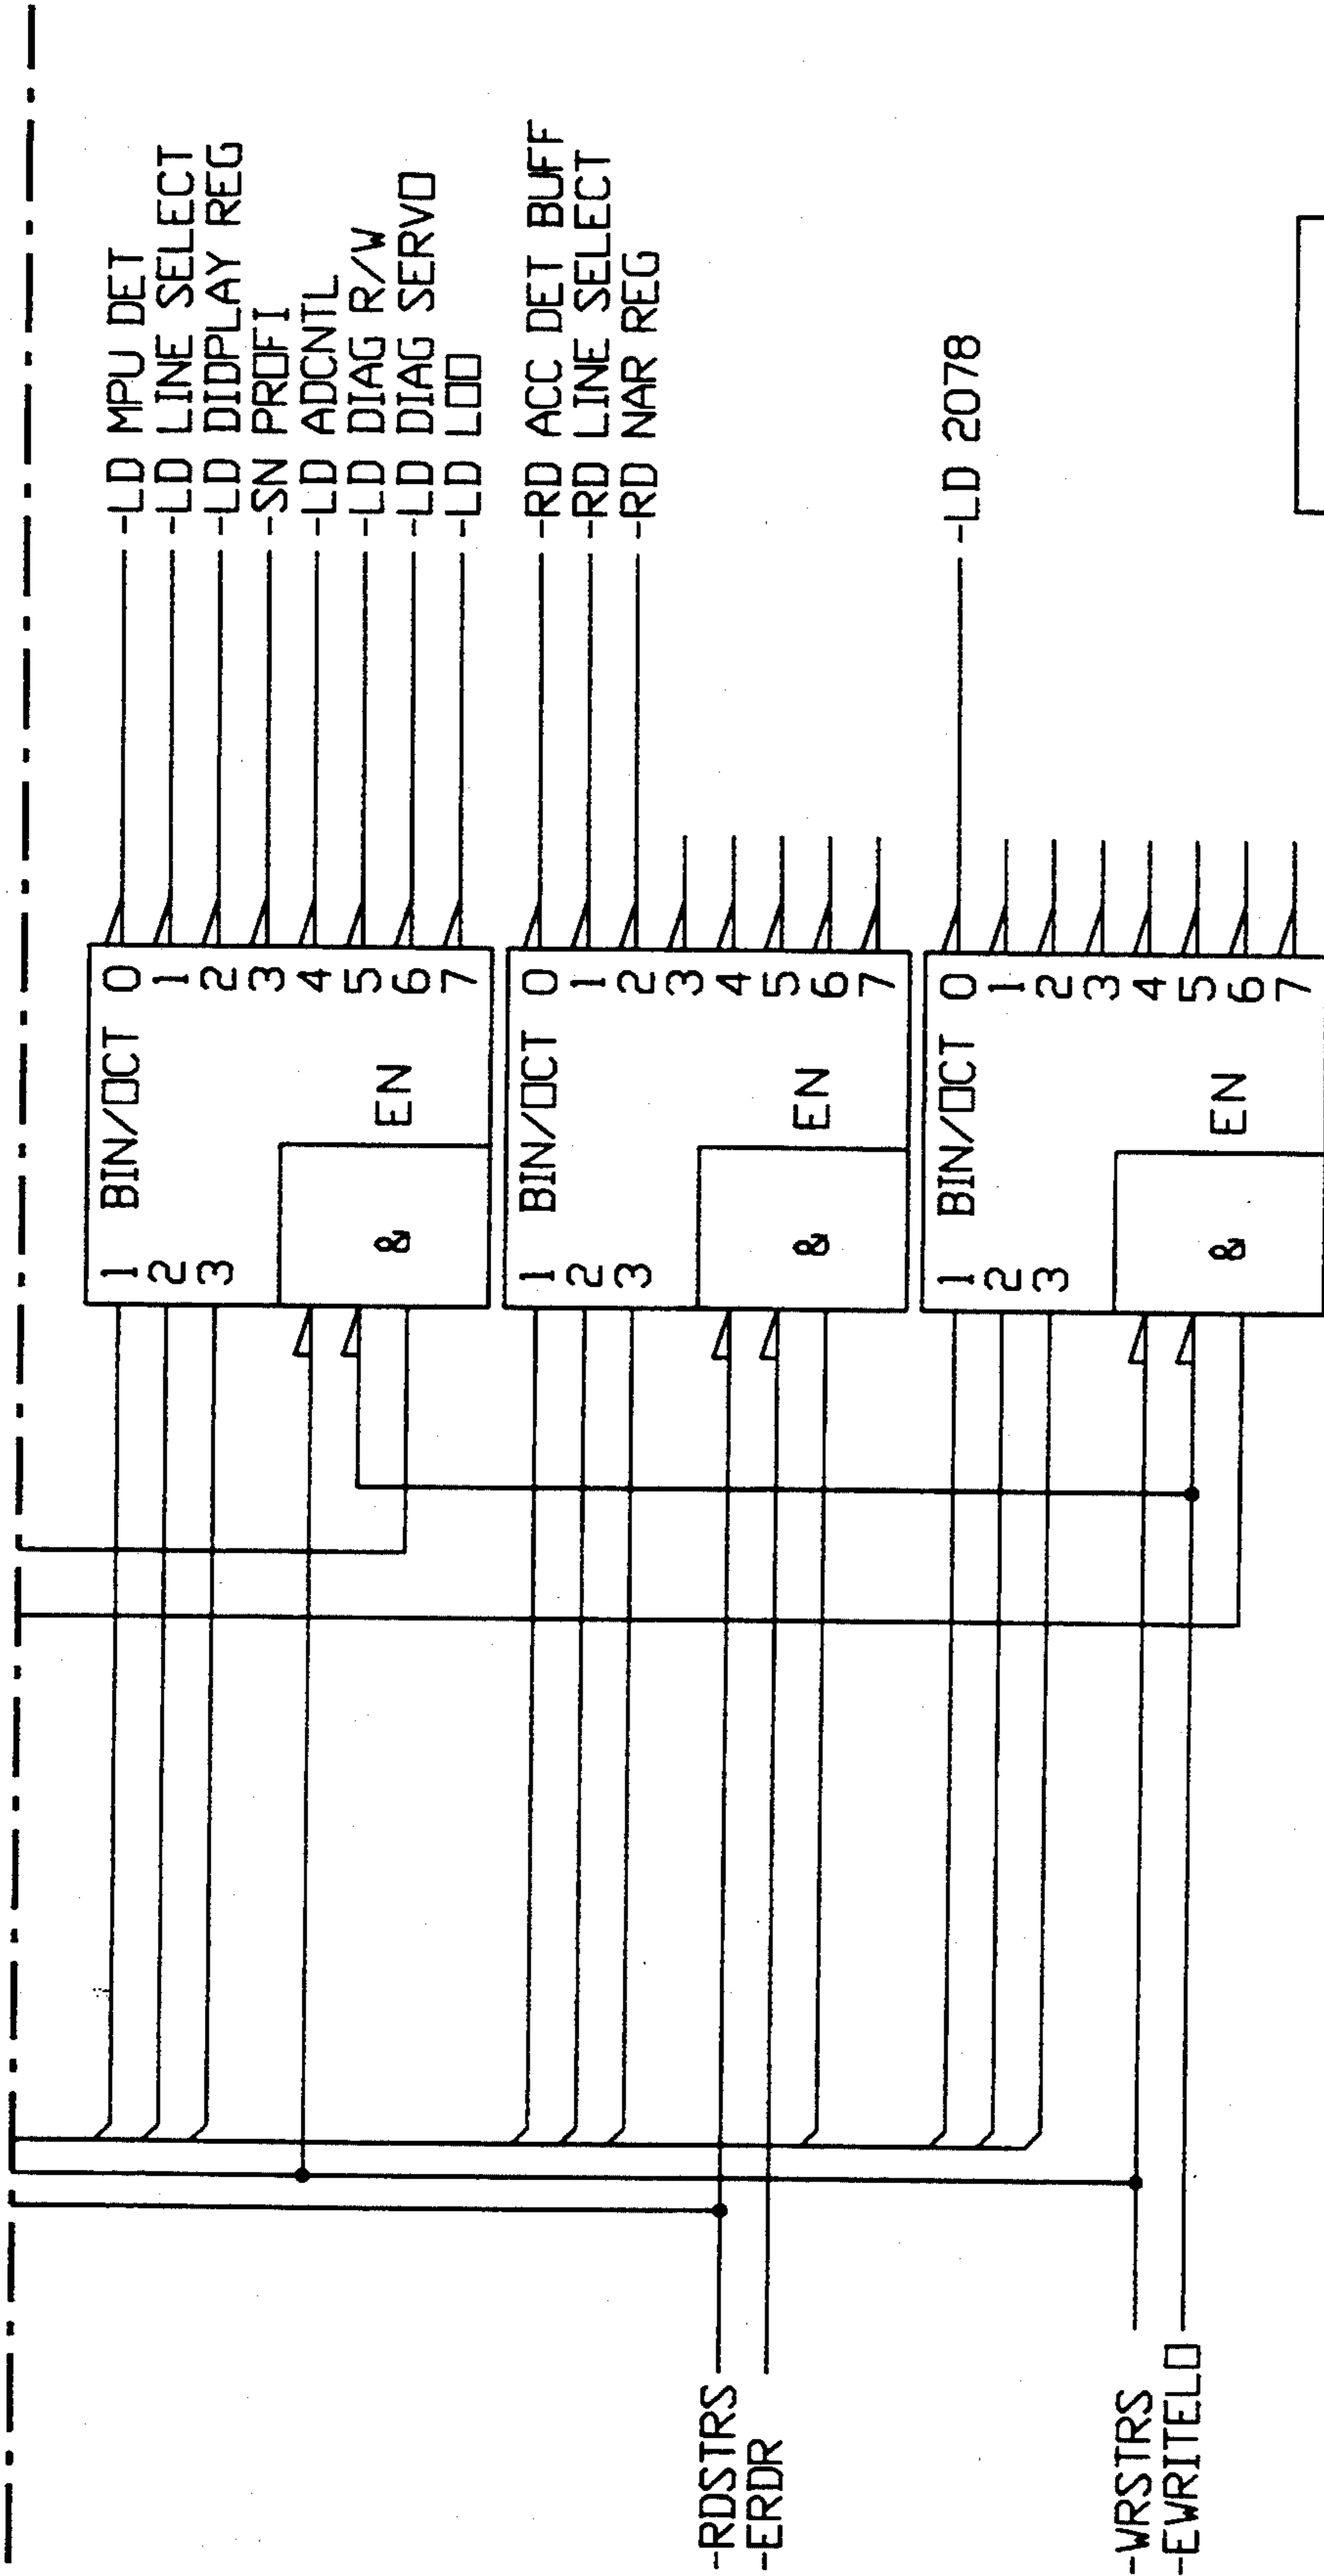 -LD MPU DET
-LD LINE SELECT
-LD DIDPLAY REG
-SN PROFI
-LD ADCNTL
-LD DIAG R/W
-LD DIAG SERVO
-LD LOO
1 BIN/OCT 0
2 1
3 2
3
4
& EN 5
6
7
-RD ACC DET BUFF
-RD LINE SELECT
-RD NAR REG
1 BIN/OCT 0
2 1
3 2
3
4
& EN 5
6
7
-RDSTRS
-ERDR
-LD 2078
1 BIN/OCT 0
2 1
3 2
3
4
& EN 5
6
7
-WRSTRS
-EWRITELO